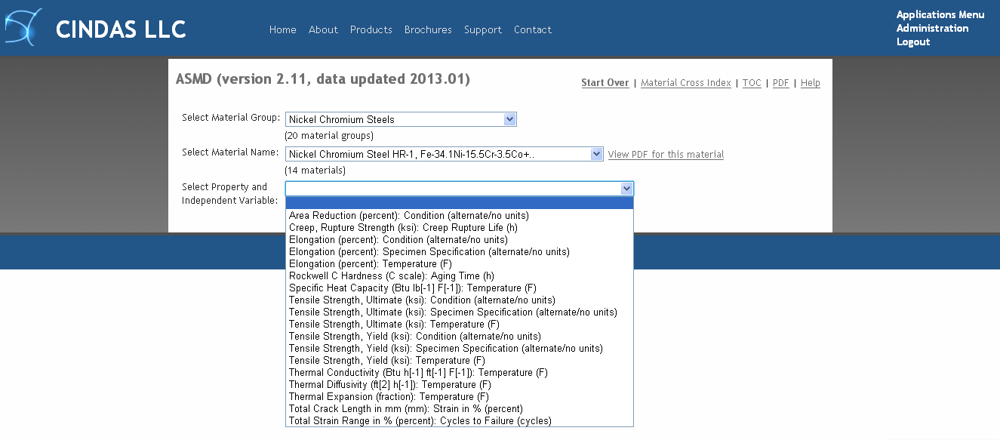 CINDAS LLC
Home About Products Brochures Support Contact
Applications Menu
Administration
Logout
ASMD (version 2.11, data updated 2013.01)
Start Over | Material Cross Index | TOC | PDF | Help
Select Material Group: Nickel Chromium Steels
(20 material groups)
Select Material Name: Nickel Chromium Steel HR-1, Fe-34.1Ni-15.5Cr-3.5Co+.. View PDF for this material
(14 materials)
Select Property and
Independent Variable:
Area Reduction (percent): Condition (alternate/no units)
Creep, Rupture Strength (ksi): Creep Rupture Life (h)
Elongation (percent): Condition (alternate/no units)
Elongation (percent): Specimen Specification (alternate/no units)
Elongation (percent): Temperature (F)
Rockwell C Hardness (C scale): Aging Time (h)
Specific Heat Capacity (Btu lb[-1] F[-1]): Temperature (F)
Tensile Strength, Ultimate (ksi): Condition (alternate/no units)
Tensile Strength, Ultimate (ksi): Specimen Specification (alternate/no units)
Tensile Strength, Ultimate (ksi): Temperature (F)
Tensile Strength, Yield (ksi): Condition (alternate/no units)
Tensile Strength, Yield (ksi): Specimen Specification (alternate/no units)
Tensile Strength, Yield (ksi): Temperature (F)
Thermal Conductivity (Btu h[-1] ft[-1] F[-1]): Temperature (F)
Thermal Diffusivity (ft[2] h[-1]): Temperature (F)
Thermal Expansion (fraction): Temperature (F)
Total Crack Length in mm (mm): Strain in % (percent)
Total Strain Range in % (percent): Cycles to Failure (cycles)